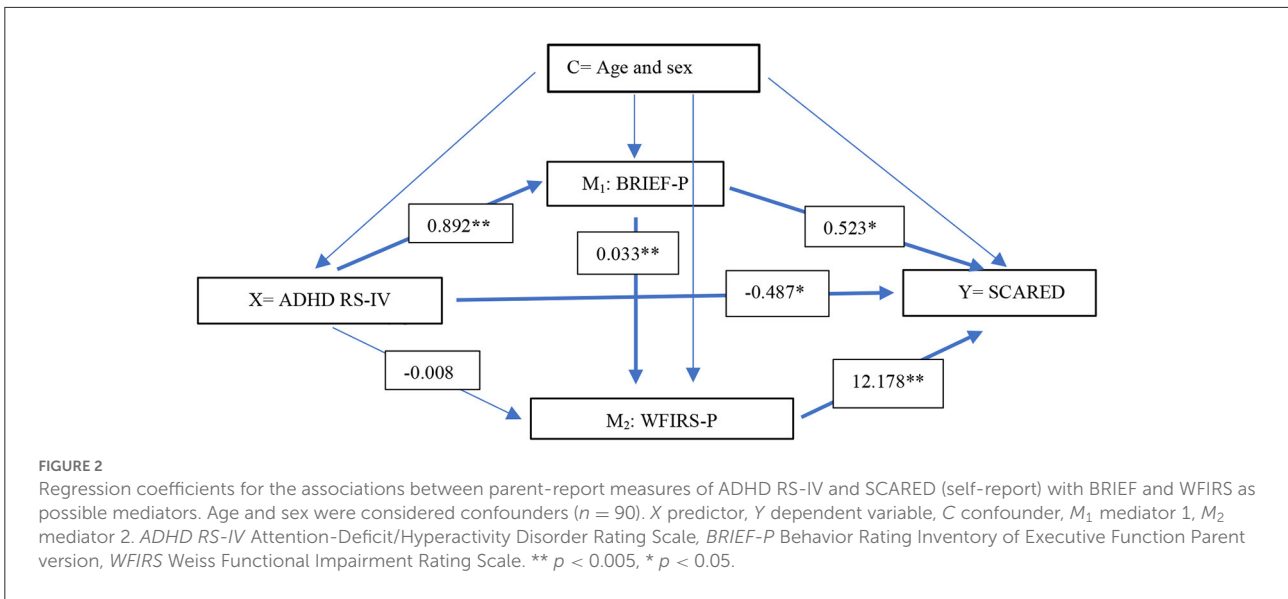 C= Age and sex
M₁: BRIEF-P
0.892**
0.523*
0.033**
X= ADHD RS-IV
-0.487*
Y= SCARED
-0.008
12.178**
M₂: WFIRS-P
FIGURE 2
Regression coefficients for the associations between parent-report measures of ADHD RS-IV and SCARED (self-report) with BRIEF and WFIRS as
possible mediators. Age and sex were considered confounders (n = 90). X predictor, Y dependent variable, C confounder, M₁ mediator 1, M₂
mediator 2. ADHD RS-IV Attention-Deficit/Hyperactivity Disorder Rating Scale, BRIEF-P Behavior Rating Inventory of Executive Function Parent
version, WFIRS Weiss Functional Impairment Rating Scale. ** p < 0.005, * p < 0.05.